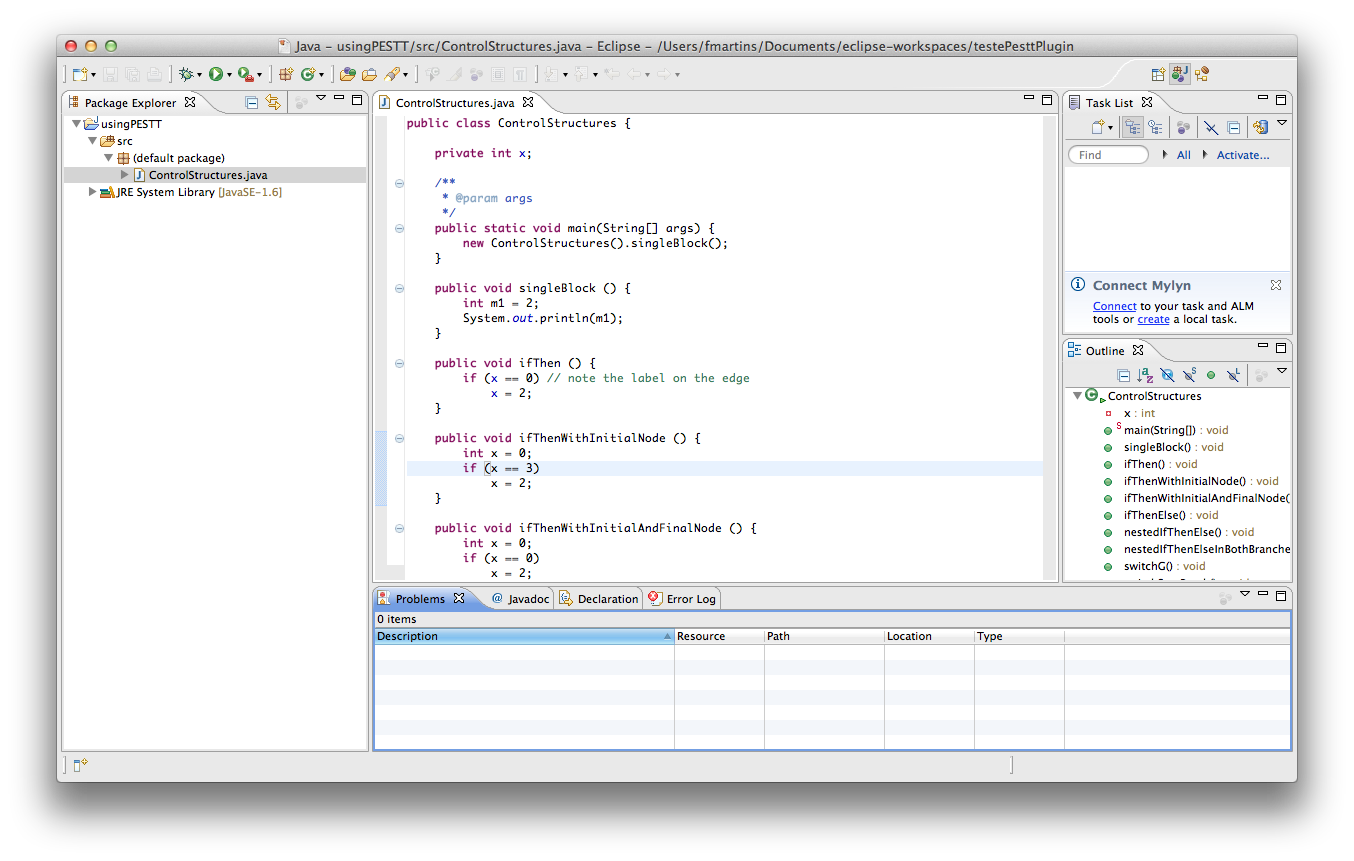 Java – usingPESTT/src/ControlStructures.java – Eclipse – /Users/fmartins/Documents/eclipse-workspaces/testePesttPlugin
Package Explorer
usingPESTT
src
(default package)
ControlStructures.java
JRE System Library [JavaSE-1.6]
ControlStructures.java
public class ControlStructures {
private int x;
/**
* @param args
*/
public static void main(String[] args) {
new ControlStructures().singleBlock();
}
public void singleBlock () {
int m1 = 2;
System.out.println(m1);
}
public void ifThen () {
if (x == 0) // note the label on the edge
x = 2;
}
public void ifThenWithInitialNode () {
int x = 0;
if (x == 3)
x = 2;
}
public void ifThenWithInitialAndFinalNode () {
int x = 0;
if (x == 0)
x = 2;
Task List
Find
All
Activate...
Connect Mylyn
Connect to your task and ALM
tools or create a local task.
Outline
ControlStructures
x : int
main(String[]) : void
singleBlock() : void
ifThen() : void
ifThenWithInitialNode() : void
ifThenWithInitialAndFinalNode(
ifThenElse() : void
nestedIfThenElse() : void
nestedIfThenElseInBothBranche
switchG() : void
Problems
@ Javadoc
Declaration
Error Log
0 items
Description
Resource
Path
Location
Type